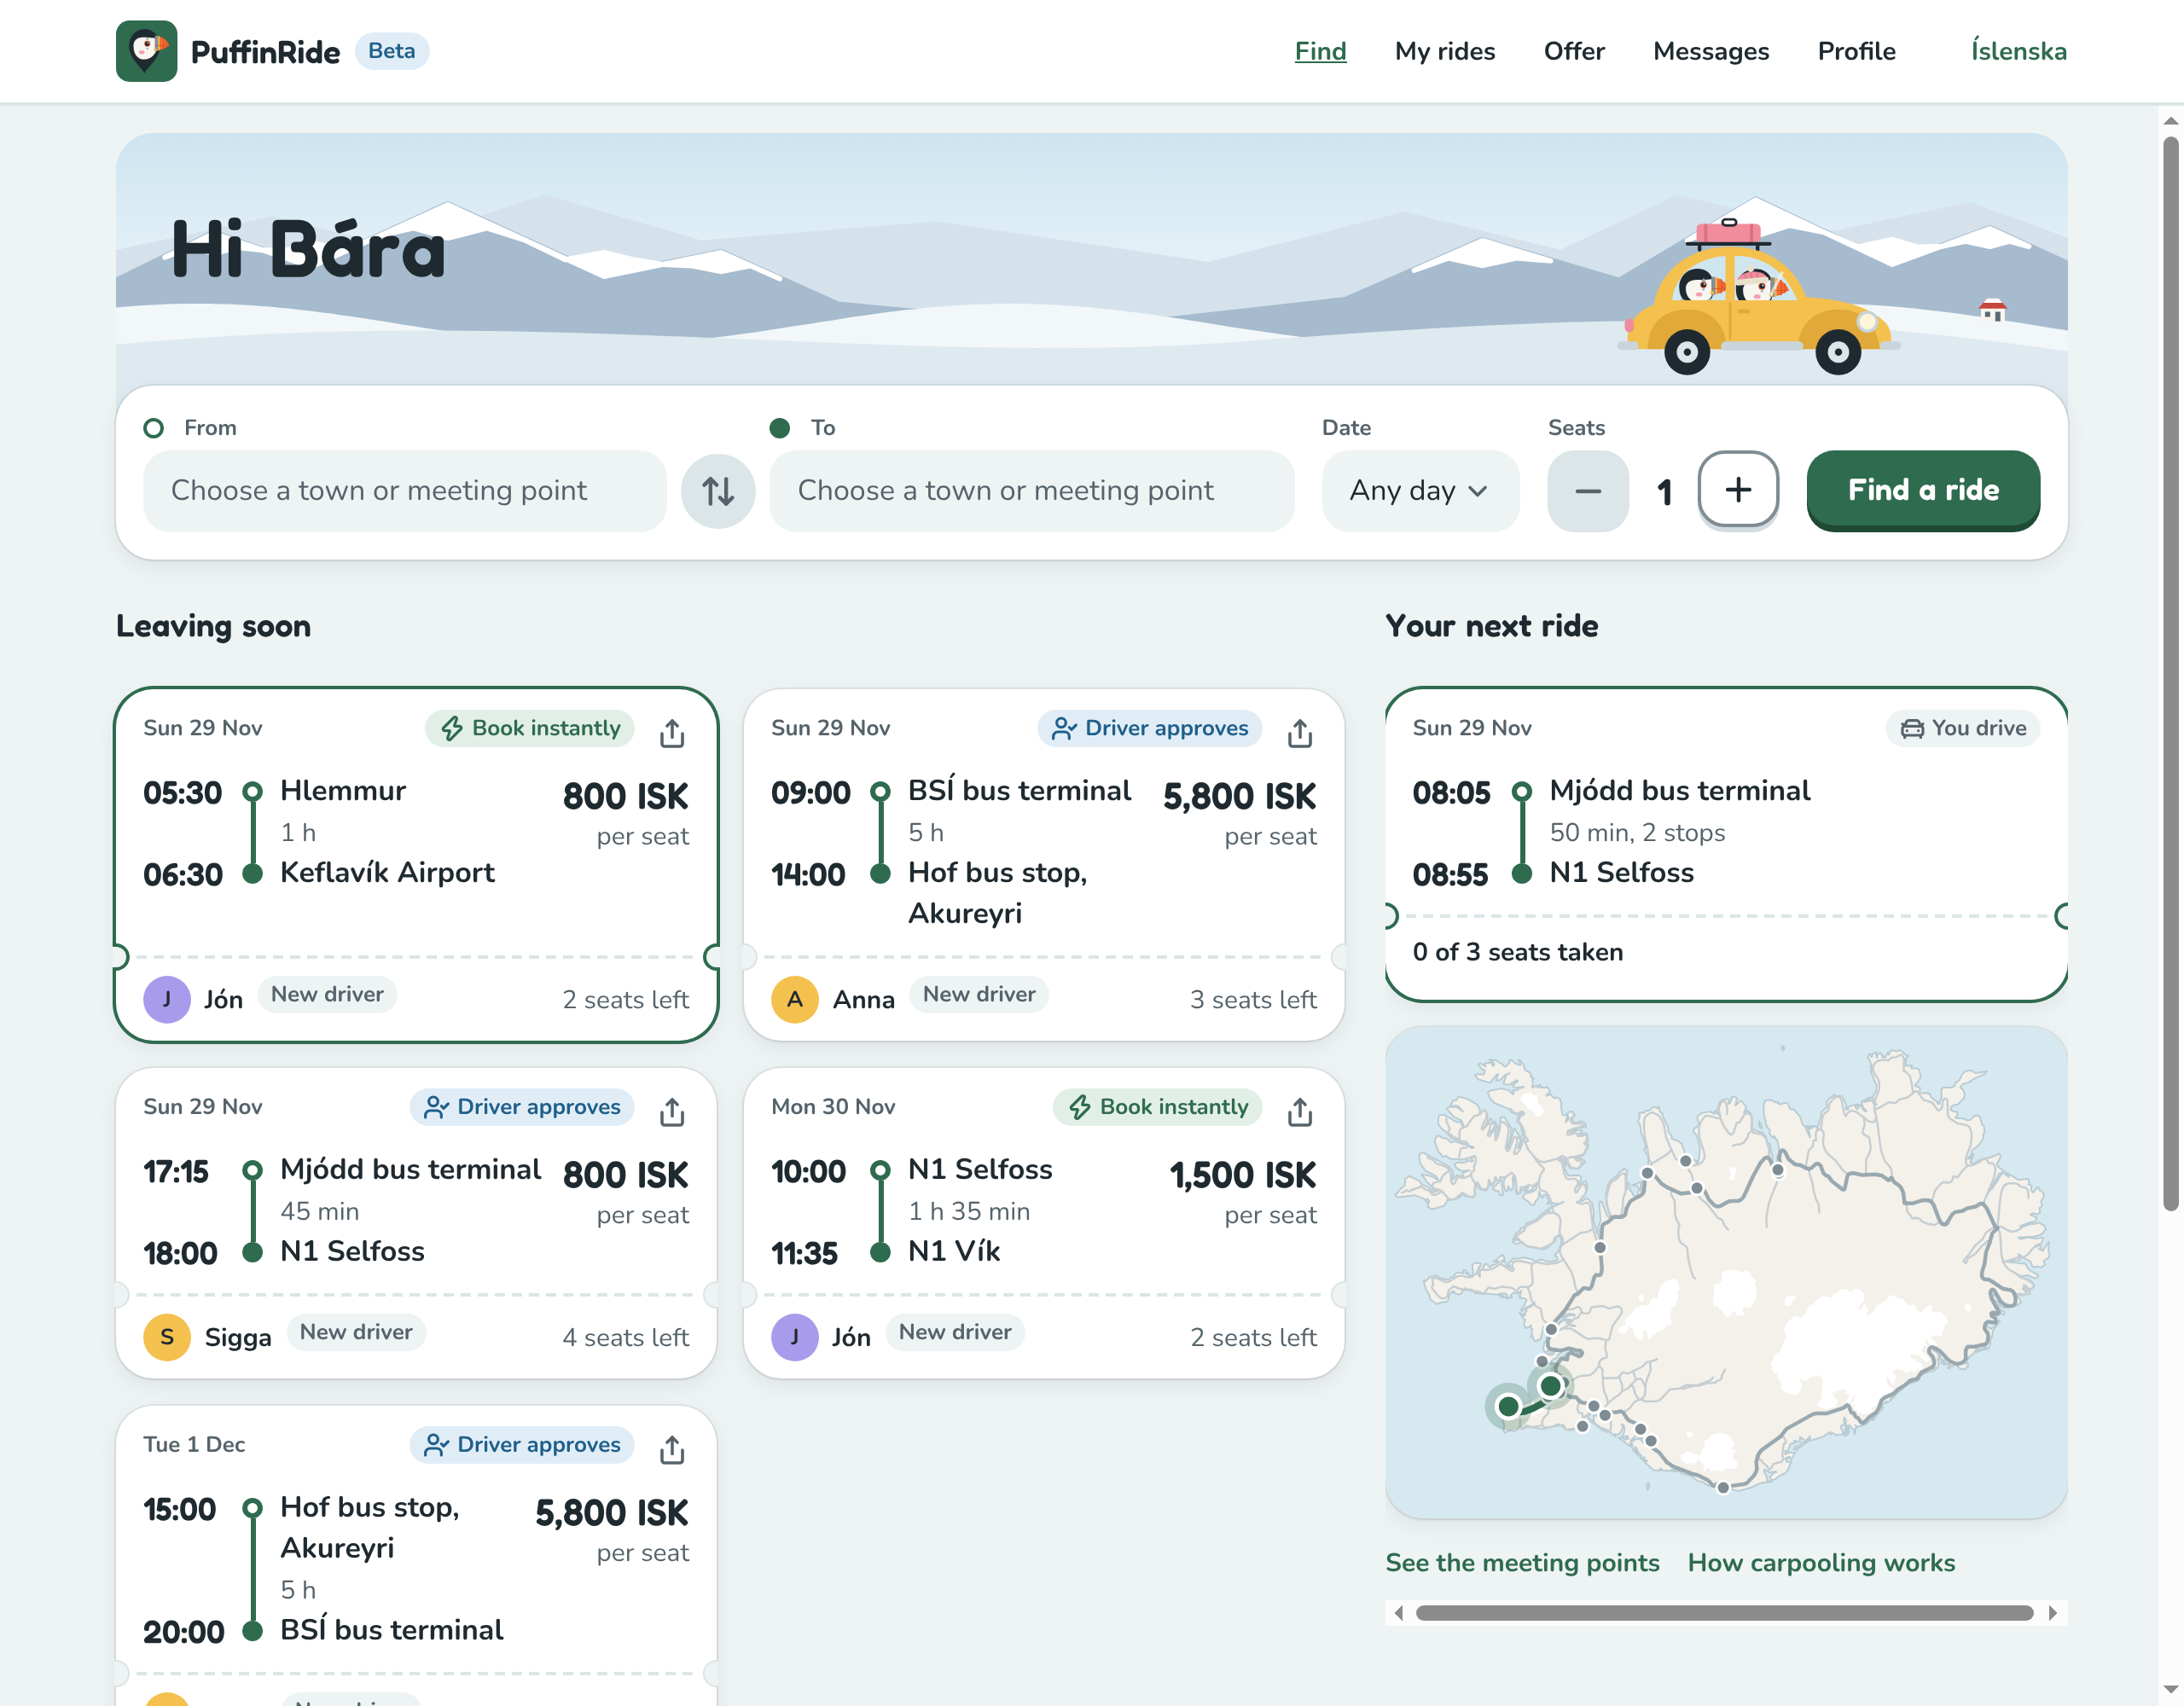 PuffinRide Beta
Find My rides Offer Messages Profile Íslenska
Hi Bára
From
Choose a town or meeting point
To
Choose a town or meeting point
Date
Any day
Seats
1
Find a ride
Leaving soon
Sun 29 Nov Book instantly
05:30 Hlemmur 800 ISK
1 h per seat
06:30 Keflavík Airport
J Jón New driver 2 seats left
Sun 29 Nov Driver approves
09:00 BSÍ bus terminal 5,800 ISK
5 h per seat
14:00 Hof bus stop,
Akureyri
A Anna New driver 3 seats left
Sun 29 Nov Driver approves
17:15 Mjódd bus terminal 800 ISK
45 min per seat
18:00 N1 Selfoss
S Sigga New driver 4 seats left
Mon 30 Nov Book instantly
10:00 N1 Selfoss 1,500 ISK
1 h 35 min per seat
11:35 N1 Vík
J Jón New driver 2 seats left
Tue 1 Dec Driver approves
15:00 Hof bus stop, 5,800 ISK
Akureyri per seat
5 h
20:00 BSÍ bus terminal
Your next ride
Sun 29 Nov You drive
08:05 Mjódd bus terminal
50 min, 2 stops
08:55 N1 Selfoss
0 of 3 seats taken
See the meeting points How carpooling works